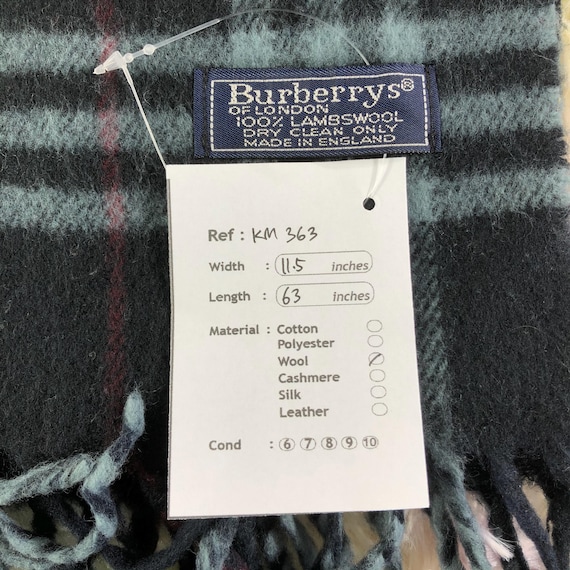 Burberrys®
OF LONDON
100% LAMBSWOOL
DRY CLEAN ONLY
MADE IN ENGLAND
Ref : KM 363
Width : 11.5 inches
Length : 63 inches
Material : Cotton
Polyester
Wool
Cashmere
Silk
Leather
Cond : 6 7 8 9 10